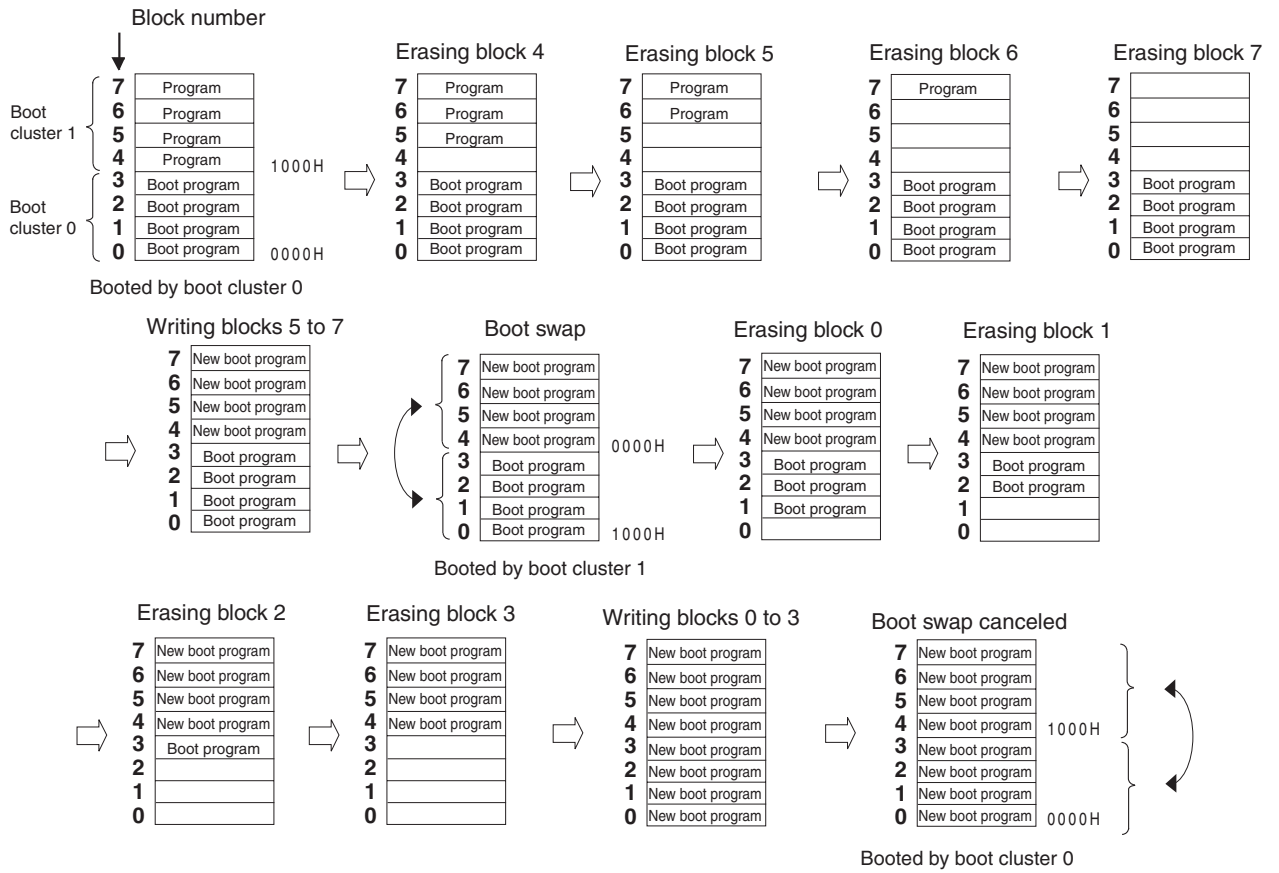 Block number
Erasing block 4
Erasing block 5
Erasing block 6
Erasing block 7
Boot
cluster 1
Boot
cluster 0
7 Program
6 Program
5 Program
4 Program
1000H
3 Boot program
2 Boot program
1 Boot program
0 Boot program
0000H
Booted by boot cluster 0
7 Program
6 Program
5 Program
4
3 Boot program
2 Boot program
1 Boot program
0 Boot program
7 Program
6 Program
5
4
3 Boot program
2 Boot program
1 Boot program
0 Boot program
7 Program
6
5
4
3 Boot program
2 Boot program
1 Boot program
0 Boot program
7
6
5
4
3 Boot program
2 Boot program
1 Boot program
0 Boot program
Writing blocks 5 to 7
7 New boot program
6 New boot program
5 New boot program
4 New boot program
3 Boot program
2 Boot program
1 Boot program
0 Boot program
Boot swap
7 New boot program
6 New boot program
5 New boot program
4 New boot program
0000H
3 Boot program
2 Boot program
1 Boot program
0 Boot program
1000H
Booted by boot cluster 1
Erasing block 0
7 New boot program
6 New boot program
5 New boot program
4 New boot program
3 Boot program
2 Boot program
1 Boot program
0
Erasing block 1
7 New boot program
6 New boot program
5 New boot program
4 New boot program
3 Boot program
2 Boot program
1
0
Erasing block 2
7 New boot program
6 New boot program
5 New boot program
4 New boot program
3 Boot program
2
1
0
Erasing block 3
7 New boot program
6 New boot program
5 New boot program
4 New boot program
3
2
1
0
Writing blocks 0 to 3
7 New boot program
6 New boot program
5 New boot program
4 New boot program
3 New boot program
2 New boot program
1 New boot program
0 New boot program
Boot swap canceled
7 New boot program
6 New boot program
5 New boot program
4 New boot program
1000H
3 New boot program
2 New boot program
1 New boot program
0 New boot program
0000H
Booted by boot cluster 0